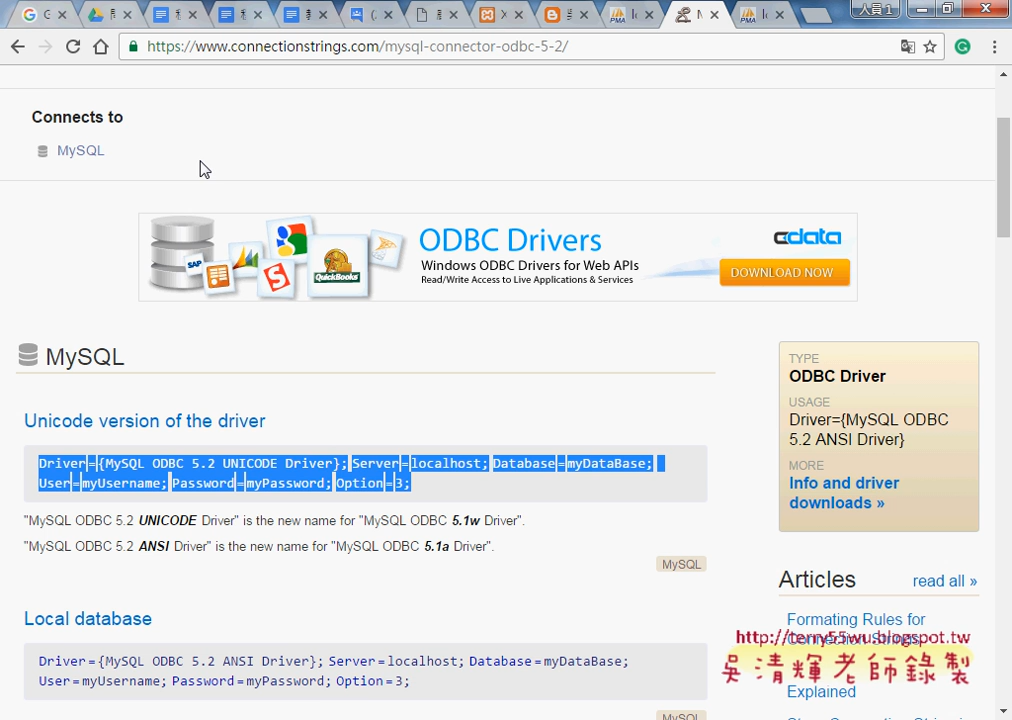 人員1
https://www.connectionstrings.com/mysql-connector-odbc-5-2/
Connects to
MySQL
SAP
QuickBooks
ODBC Drivers
Windows ODBC Drivers for Web APIs
Read/Write Access to Live Applications & Services
cdata
DOWNLOAD NOW
MySQL
Unicode version of the driver
Driver={MySQL ODBC 5.2 UNICODE Driver}; Server=localhost; Database=myDataBase;
User=myUsername; Password=myPassword; Option=3;
"MySQL ODBC 5.2 UNICODE Driver" is the new name for "MySQL ODBC 5.1w Driver".
"MySQL ODBC 5.2 ANSI Driver" is the new name for "MySQL ODBC 5.1a Driver".
MySQL
Local database
Driver={MySQL ODBC 5.2 ANSI Driver}; Server=localhost; Database=myDataBase;
User=myUsername; Password=myPassword; Option=3;
MySQL
TYPE
ODBC Driver
USAGE
Driver={MySQL ODBC
5.2 ANSI Driver}
MORE
Info and driver
downloads »
Articles
read all »
Formating Rules for
http://terry55wu.blogspot.tw
吳清輝老師錄製
Explained